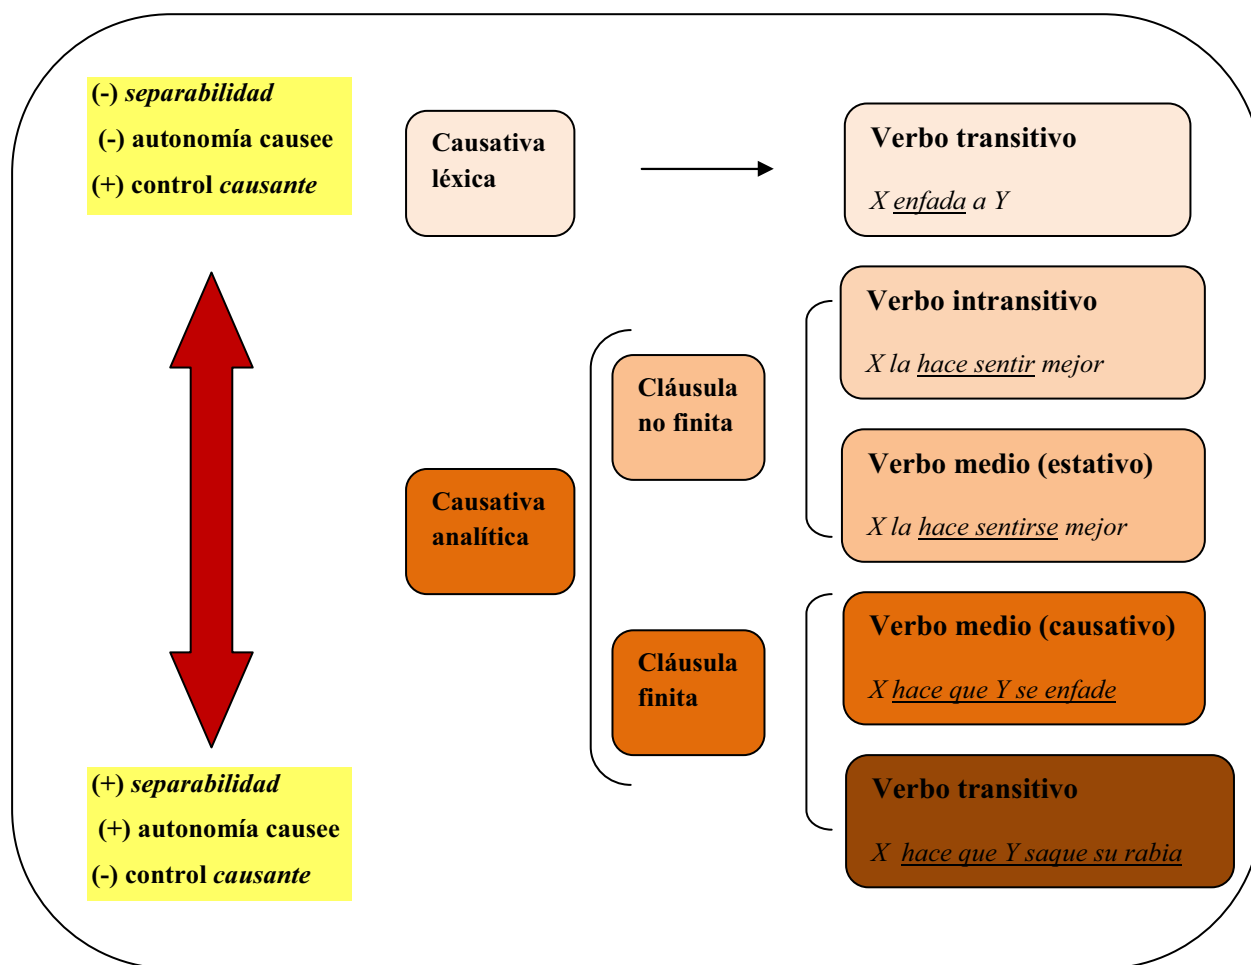 (-) separabilidad
(-) autonomía causee
(+) control causante
Causativa
léxica
Verbo transitivo
X enfada a Y
Verbo intransitivo
X la hace sentir mejor
Cláusula
no finita
Verbo medio (estativo)
X la hace sentirse mejor
Causativa
analítica
Verbo medio (causativo)
X hace que Y se enfade
Cláusula
finita
Verbo transitivo
X hace que Y saque su rabia
(+) separabilidad
(+) autonomía causee
(-) control causante